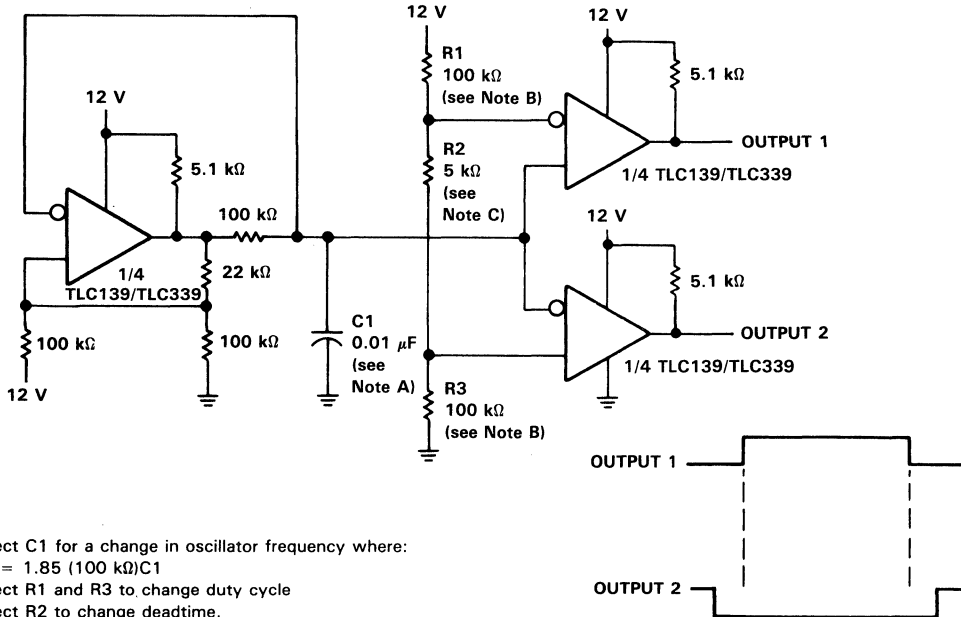 12 V
5.1 kΩ
100 kΩ
22 kΩ
1/4
TLC139/TLC339
100 kΩ
12 V
100 kΩ
C1
0.01 μF
(see
Note A)
12 V
R1
100 kΩ
(see Note B)
R2
5 kΩ
(see
Note C)
R3
100 kΩ
(see Note B)
12 V
5.1 kΩ
OUTPUT 1
1/4 TLC139/TLC339
12 V
5.1 kΩ
OUTPUT 2
1/4 TLC139/TLC339
OUTPUT 1
OUTPUT 2
ect C1 for a change in oscillator frequency where:
= 1.85 (100 kΩ)C1
ect R1 and R3 to change duty cycle
ect R2 to change deadtime.